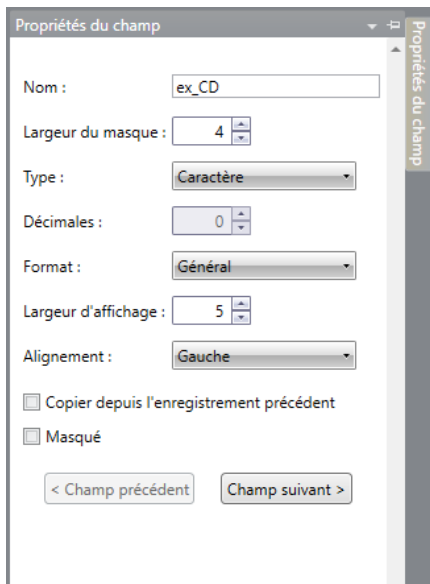 Propriétés du champ
Propriétés du champ
Nom : ex_CD
Largeur du masque : 4
Type : Caractère
Décimales : 0
Format : Général
Largeur d'affichage : 5
Alignement : Gauche
Copier depuis l'enregistrement précédent
Masqué
< Champ précédent Champ suivant >